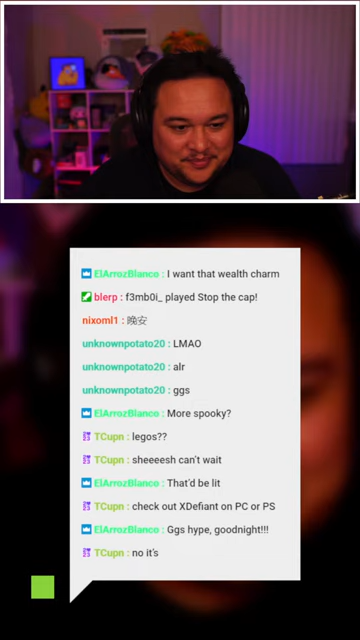 ElArrozBlanco : I want that wealth charm
blerp : f3mb0i_ played Stop the cap!
nixoml1 : 晚安
unknownpotato20 : LMAO
unknownpotato20 : alr
unknownpotato20 : ggs
ElArrozBlanco : More spooky?
TCupn : legos??
TCupn : sheeeesh can't wait
ElArrozBlanco : That'd be lit
TCupn : check out XDefiant on PC or PS
ElArrozBlanco : Ggs hype, goodnight!!!
TCupn : no it's